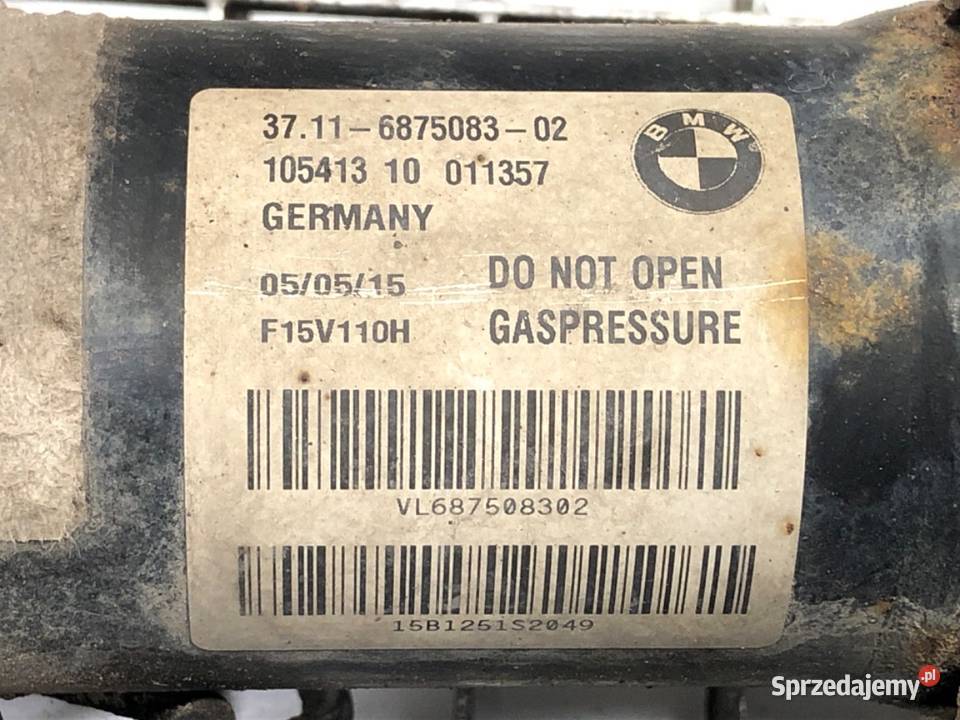 37.11-6875083-02
BMW
105413 10 011357
GERMANY
05/05/15
DO NOT OPEN
F15V110H
GASPRESSURE
VL687508302
15B1251S2049
Sprzedajemy.pl